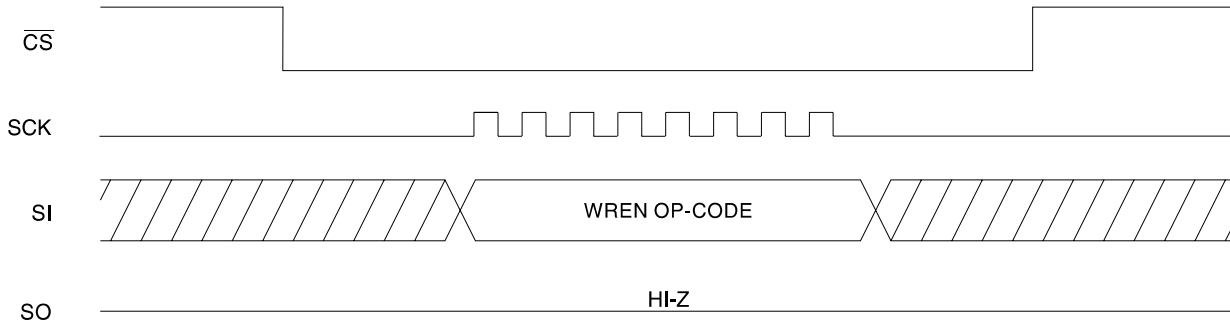 CS
SCK
SI
WREN OP-CODE
HI-Z
SO